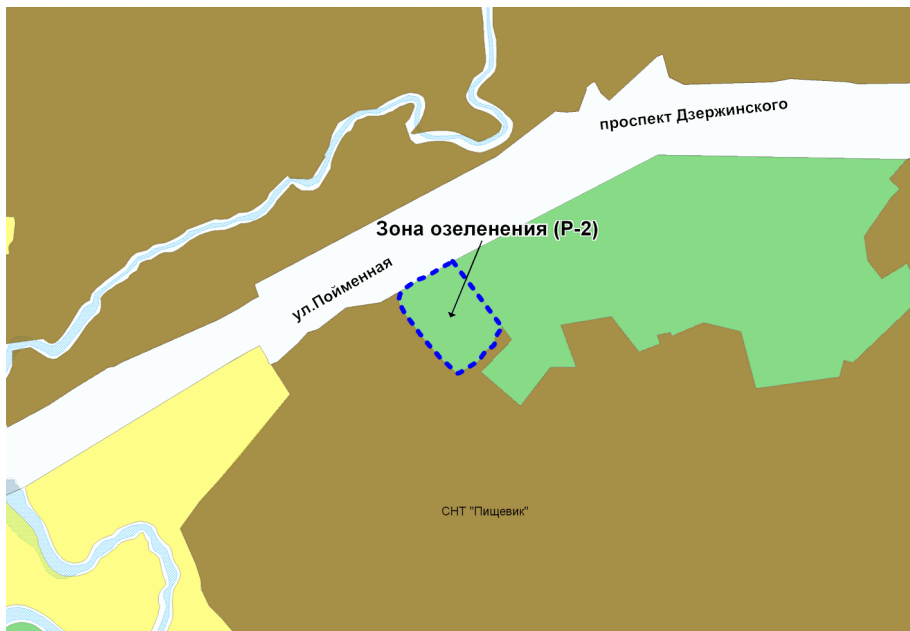 проспект Дзержинского
Зона озеленения (Р-2)
ул.Пойменная
СНТ "Пищевик"